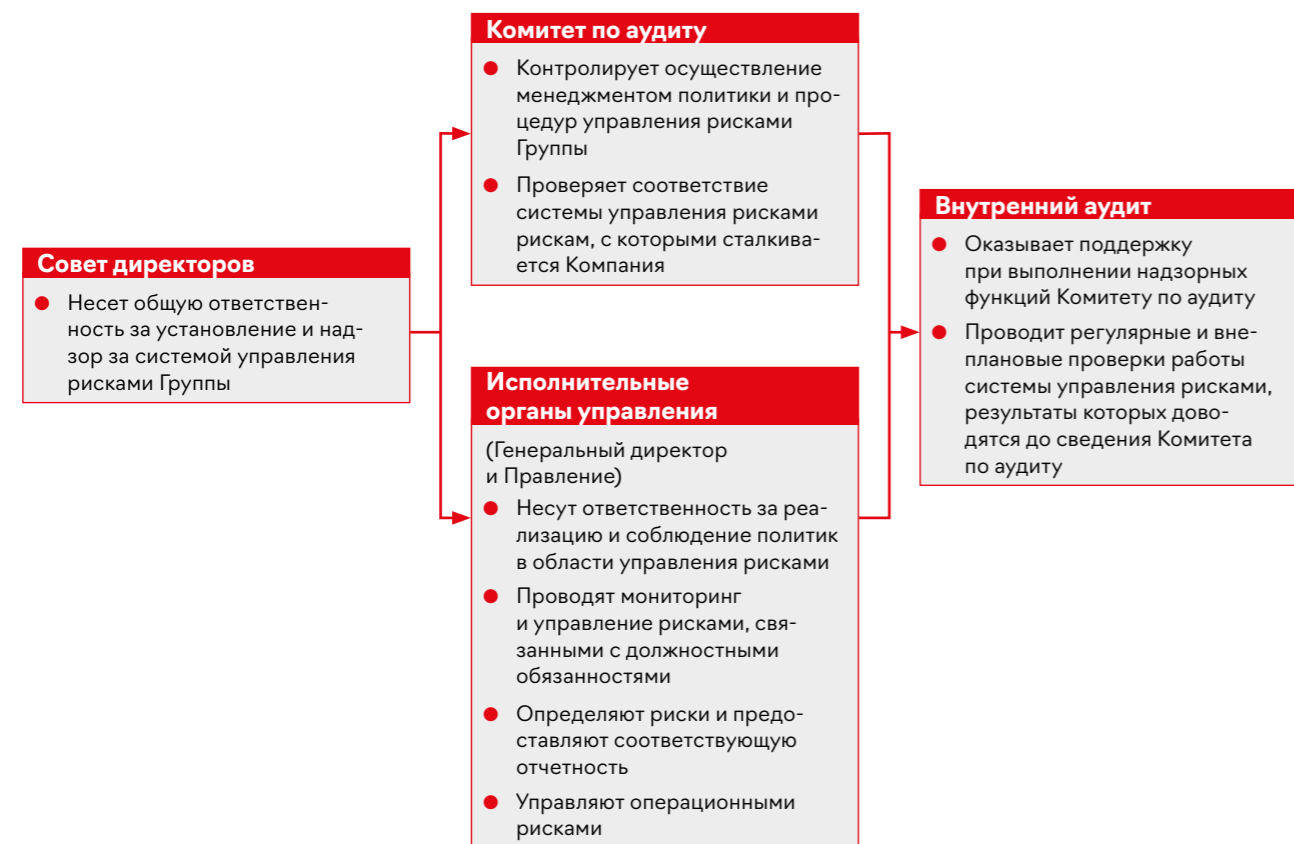 Комитет по аудиту
● Контролирует осуществление
менеджментом политики и про-
цедур управления рисками
Группы
● Проверяет соответствие
системы управления рисками
рискам, с которыми сталкива-
ется Компания
Совет директоров
● Несет общую ответствен-
ность за установление и над-
зор за системой управления
рисками Группы
Исполнительные
органы управления
(Генеральный директор
и Правление)
● Несут ответственность за реа-
лизацию и соблюдение политик
в области управления рисками
● Проводят мониторинг
и управление рисками, свя-
занными с должностными
обязанностями
● Определяют риски и предо-
ставляют соответствующую
отчетность
● Управляют операционными
рисками
Внутренний аудит
● Оказывает поддержку
при выполнении надзорных
функций Комитету по аудиту
● Проводит регулярные и вне-
плановые проверки работы
системы управления рисками,
результаты которых дово-
дятся до сведения Комитета
по аудиту